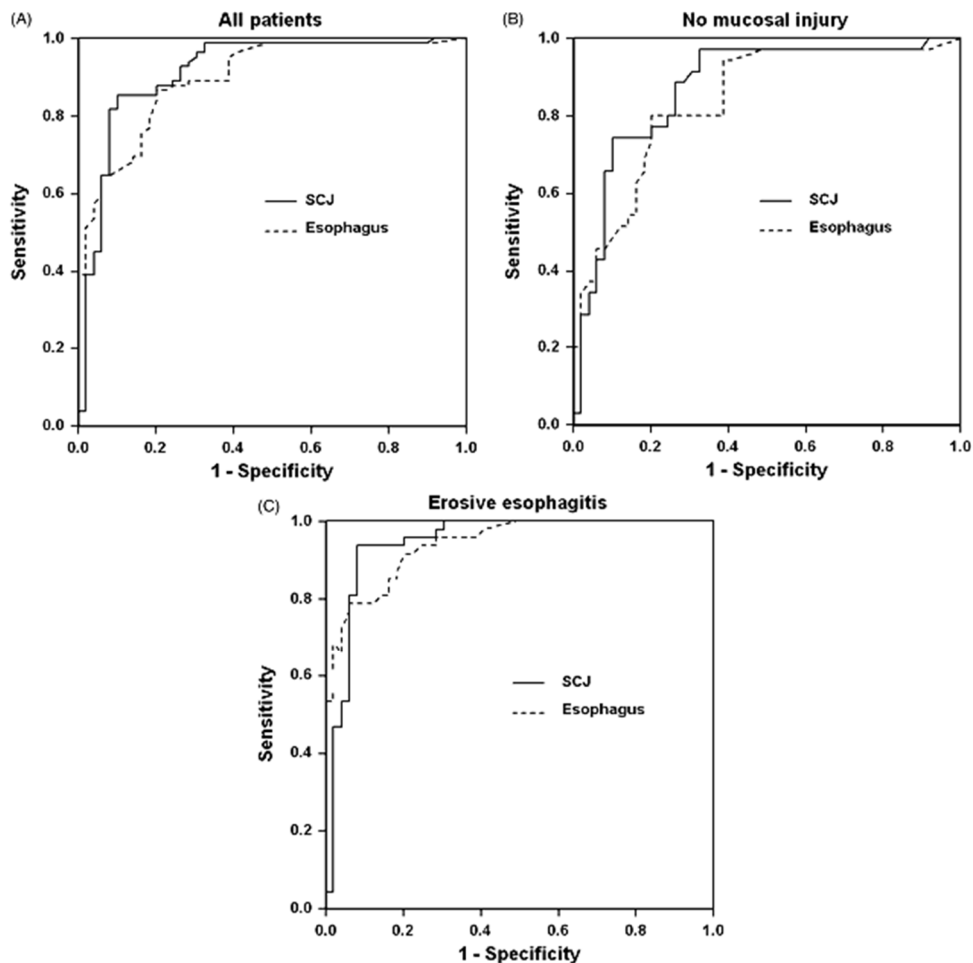 (A)
All patients
1.0
0.8
0.6
0.4
0.2
0.0
Sensitivity
SCJ
Esophagus
0.0 0.2 0.4 0.6 0.8 1.0
1 - Specificity
(B)
No mucosal injury
1.0
0.8
0.6
0.4
0.2
0.0
Sensitivity
SCJ
Esophagus
0.0 0.2 0.4 0.6 0.8 1.0
1 - Specificity
(C)
Erosive esophagitis
1.0
0.8
0.6
0.4
0.2
0.0
Sensitivity
SCJ
Esophagus
0.0 0.2 0.4 0.6 0.8 1.0
1 - Specificity